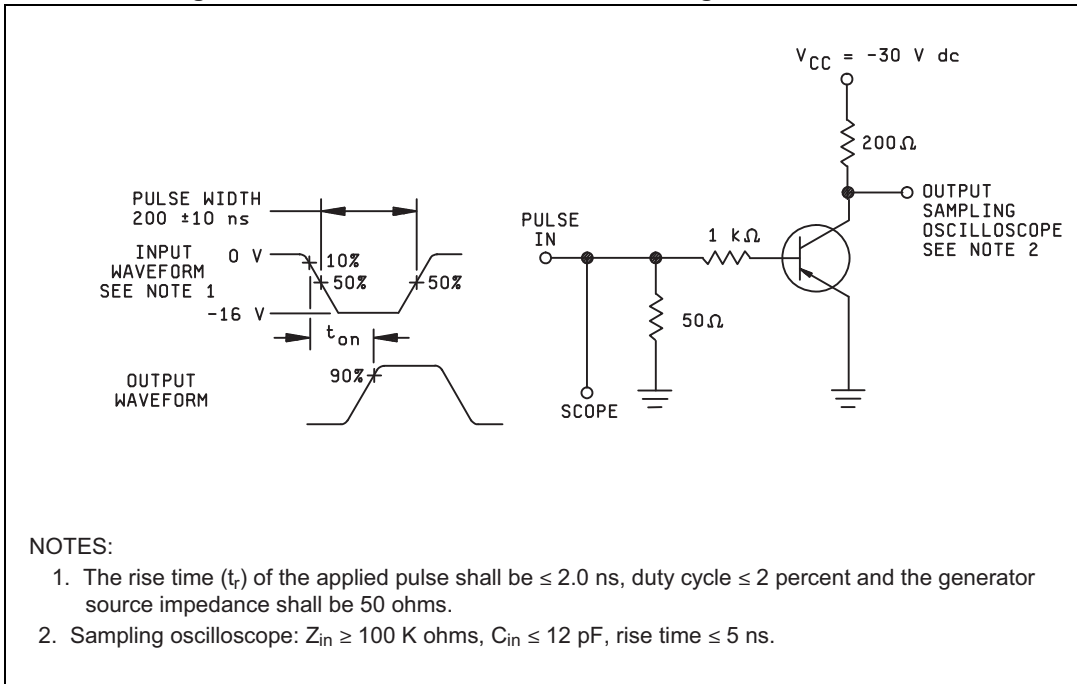 V_CC = -30 V dc
200Ω
PULSE WIDTH
200 ±10 ns
OUTPUT
SAMPLING
OSCILLOSCOPE
SEE NOTE 2
PULSE
IN
1 kΩ
INPUT
WAVEFORM
SEE NOTE 1
0 V
10%
50%
50%
-16 V
50Ω
t_on
90%
OUTPUT
WAVEFORM
SCOPE
NOTES:
1. The rise time (t_r) of the applied pulse shall be ≤ 2.0 ns, duty cycle ≤ 2 percent and the generator
source impedance shall be 50 ohms.
2. Sampling oscilloscope: Z_in ≥ 100 K ohms, C_in ≤ 12 pF, rise time ≤ 5 ns.